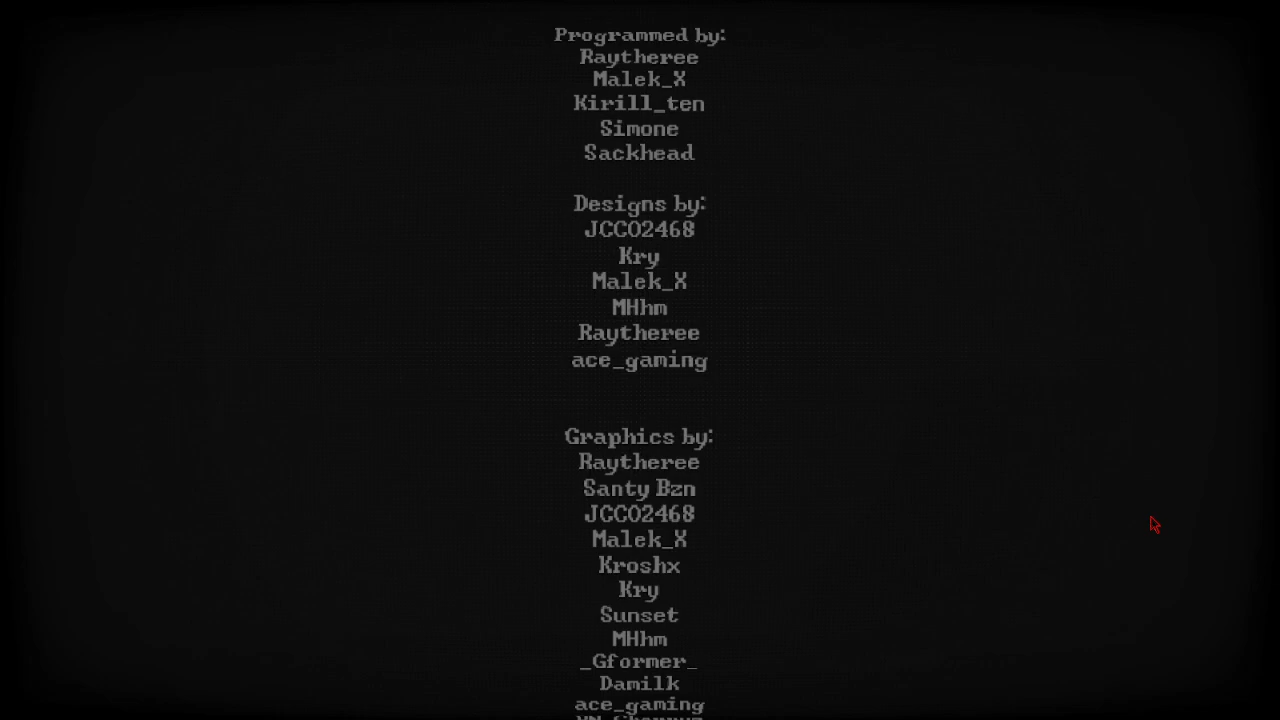 Programmed by:
Raytheree
Malek_X
Kirill_ten
Simone
Sackhead
Designs by:
JCC02468
Kry
Malek_X
MHhm
Raytheree
ace_gaming
Graphics by:
Raytheree
Santy Bzn
JCC02468
Malek_X
Kroshx
Kry
Sunset
MHhm
_Gformer_
Damilk
ace_gaming